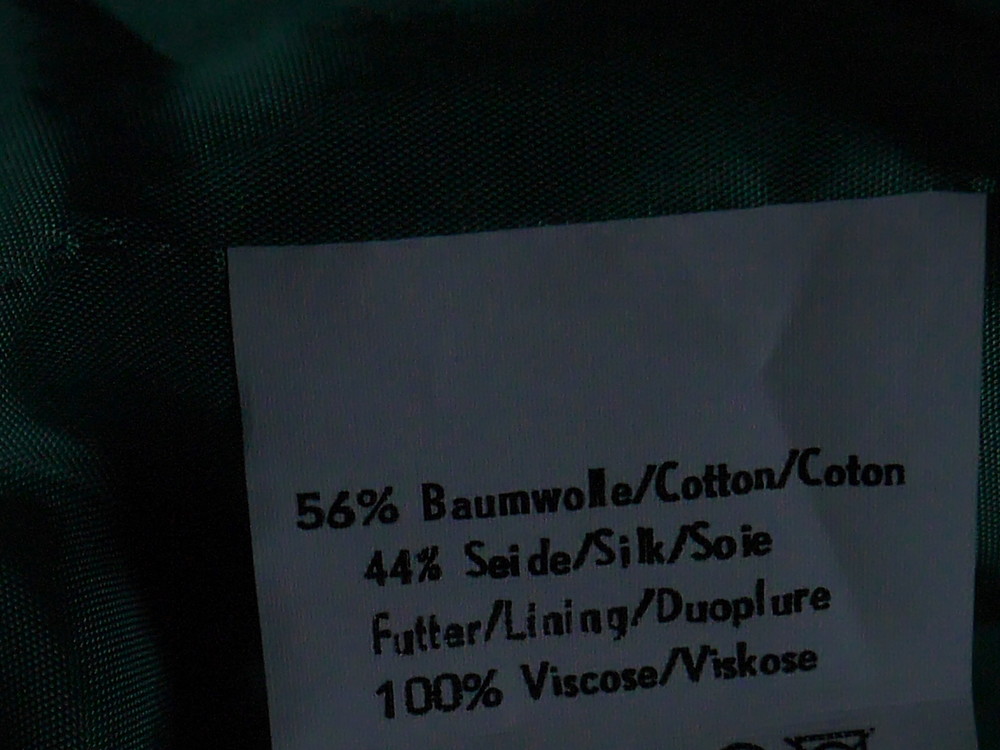 56% Baumwolle/Cotton/Coton
44% Seide/Silk/Soie
Futter/Lining/Duoplure
100% Viscose/Viskose